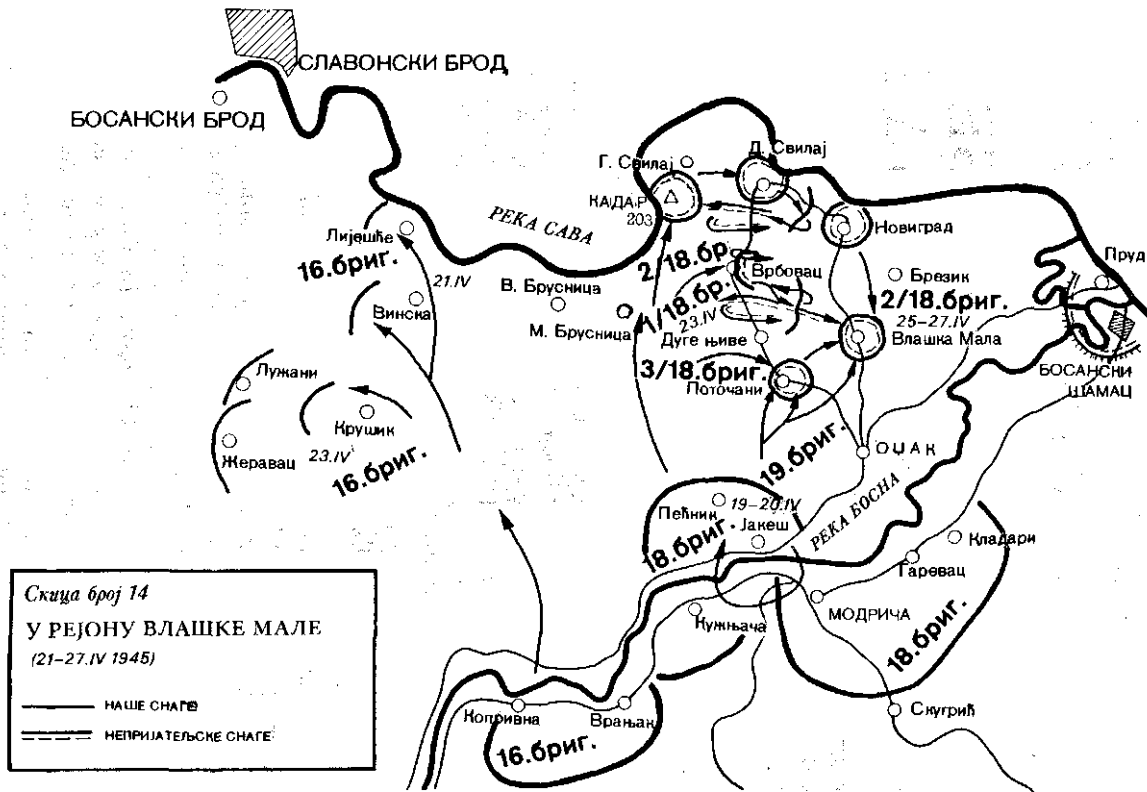 СЛАВОНСКИ БРОД
БОСАНСКИ БРОД
Г. Свилај
Д. Свилај
КАДАР
203
РЕКА САВА
Новиград
Лијешће
16.бриг.
21.IV
2/18.бр.
Врбовац
Брезик
Пруд
В. Брусница
Винска
1/18.бр.
23.IV
2/18.бриг.
25–27.IV
М. Брусница
Дуге њиве
Влашка Мала
3/18.бриг.
БОСАНСКИ
ШАМАЦ
Лужани
Поточани
Крушик
23.IV
Жеравац
16.бриг.
19.бриг.
ОЏАК
Пећник
19–20.IV
Јакеш
18.бриг.
РЕКА БОСНА
Кладари
Гаревац
МОДРИЧА
18.бриг.
Кужњача
Скугрић
Копривна
Врањак
16.бриг.
Скица број 14
У РЕЈОНУ ВЛАШКЕ МАЛЕ
(21–27.IV 1945)
НАШЕ СНАГЕ
НЕПРИЈАТЕЉСКЕ СНАГЕ